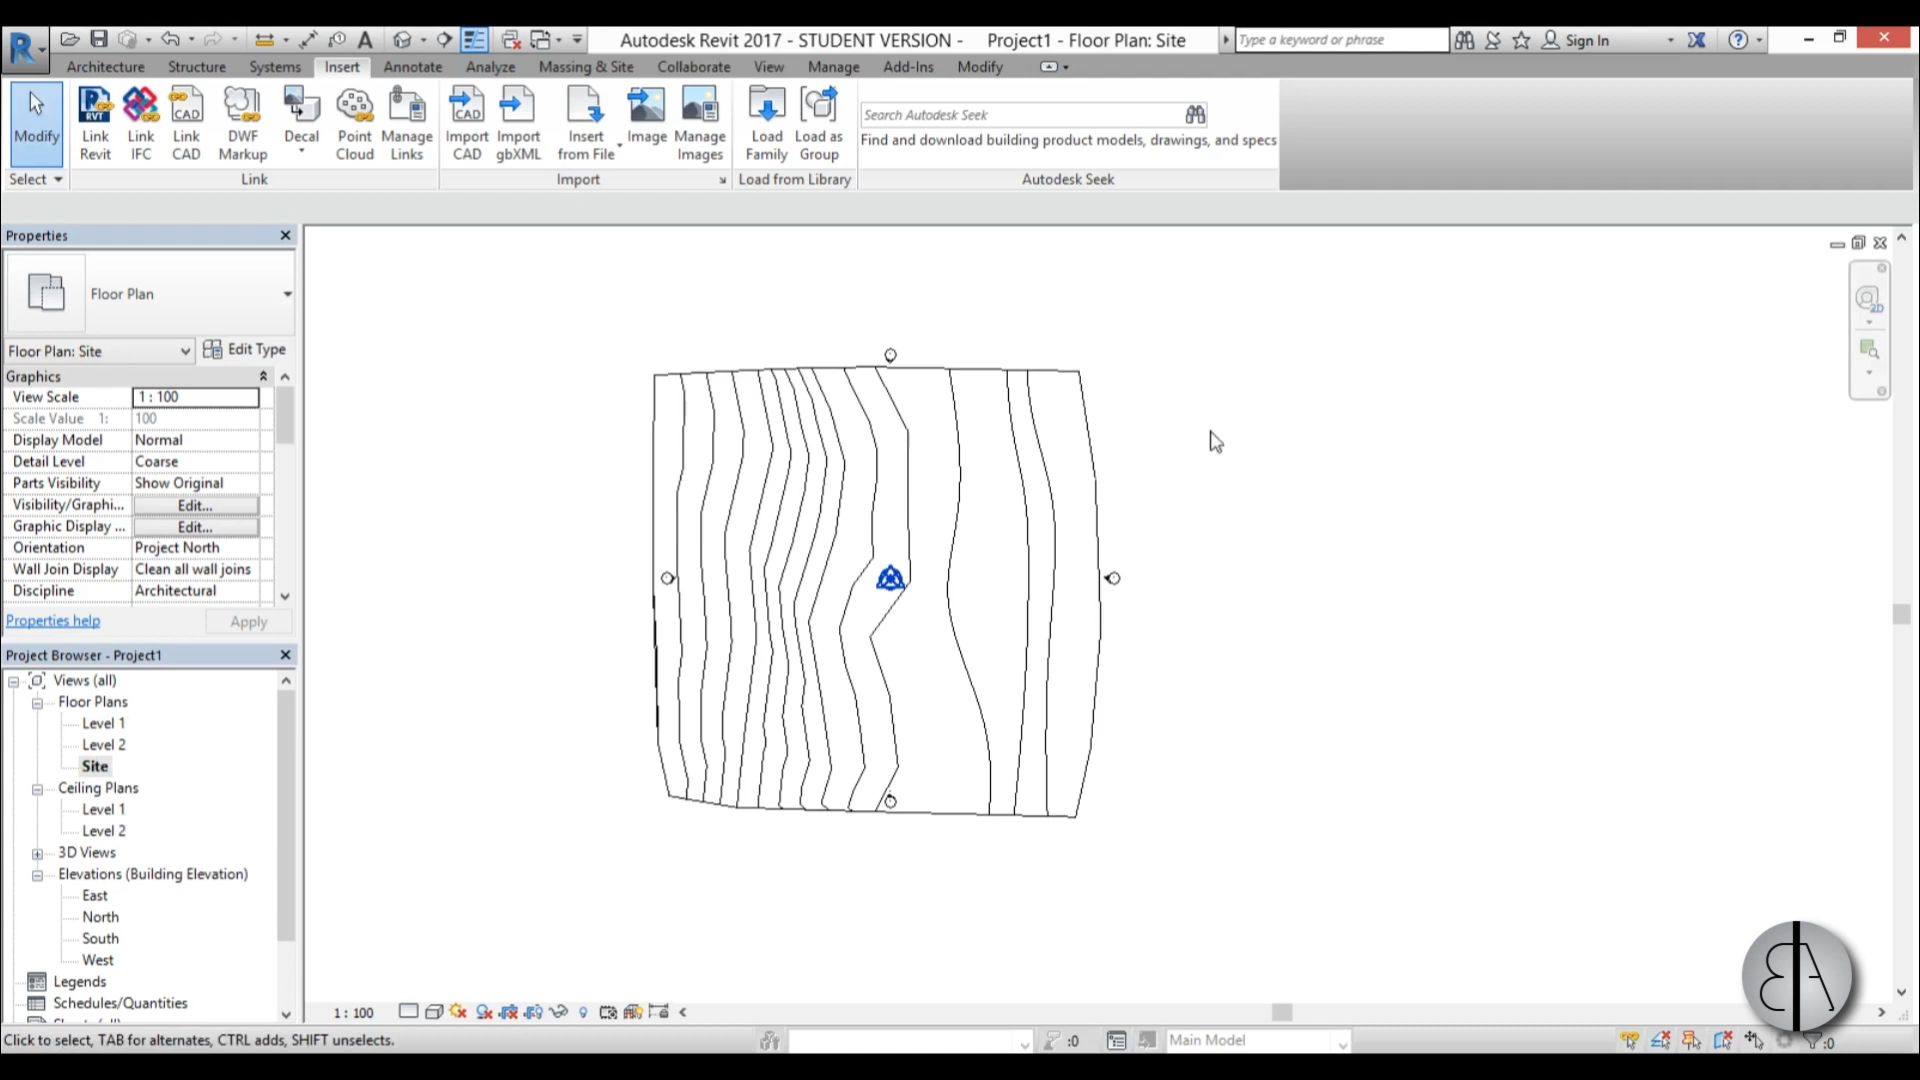 Autodesk Revit 2017 - STUDENT VERSION -    Project1 - Floor Plan: Site
Type a keyword or phrase
Sign In
Architecture Structure Systems Insert Annotate Analyze Massing & Site Collaborate View Manage Add-Ins Modify
Modify
Link Revit
Link IFC
Link CAD
DWF Markup
Decal
Point Cloud
Manage Links
Import CAD
Import gbXML
Insert from File
Image
Manage Images
Load Family
Load as Group
Search Autodesk Seek
Find and download building product models, drawings, and specs
Select
Link
Import
Load from Library
Autodesk Seek
Properties
Floor Plan
Floor Plan: Site
Edit Type
Graphics
View Scale 1 : 100
Scale Value 1: 100
Display Model Normal
Detail Level Coarse
Parts Visibility Show Original
Visibility/Graphi... Edit...
Graphic Display ... Edit...
Orientation Project North
Wall Join Display Clean all wall joins
Discipline Architectural
Properties help
Apply
Project Browser - Project1
Views (all)
Floor Plans
Level 1
Level 2
Site
Ceiling Plans
Level 1
Level 2
3D Views
Elevations (Building Elevation)
East
North
South
West
Legends
Schedules/Quantities
2D
1 : 100
Click to select, TAB for alternates, CTRL adds, SHIFT unselects.
:0
Main Model
:0